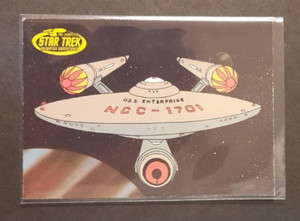 STAR TREK
U.S.S. ENTERPRISE
NCC-1701